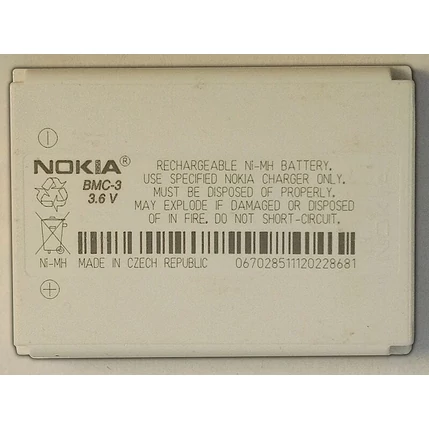 NOKIA®
BMC-3
3.6 V
RECHARGEABLE Ni-MH BATTERY.
USE SPECIFIED NOKIA CHARGER ONLY.
MUST BE DISPOSED OF PROPERLY.
MAY EXPLODE IF DAMAGED OR DISPOSED
OF IN FIRE. DO NOT SHORT-CIRCUIT.
Ni-MH MADE IN CZECH REPUBLIC 0670285111120228681